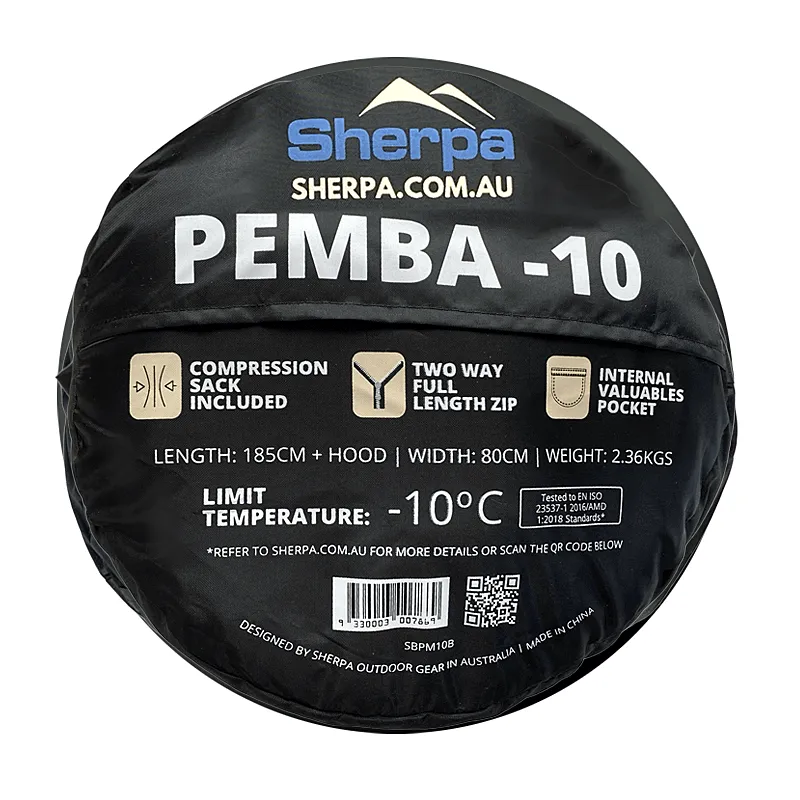 Sherpa
SHERPA.COM.AU
PEMBA -10
COMPRESSION
SACK
INCLUDED
TWO WAY
FULL
LENGTH ZIP
INTERNAL
VALUABLES
POCKET
LENGTH: 185CM + HOOD | WIDTH: 80CM | WEIGHT: 2.36KGS
LIMIT
TEMPERATURE:
-10°C
Tested to EN ISO
23537-1 2016/AMD
1:2018 Standards*
*REFER TO SHERPA.COM.AU FOR MORE DETAILS OR SCAN THE QR CODE BELOW
9 330003 007869
SBPM10B
DESIGNED BY SHERPA OUTDOOR GEAR IN AUSTRALIA | MADE IN CHINA